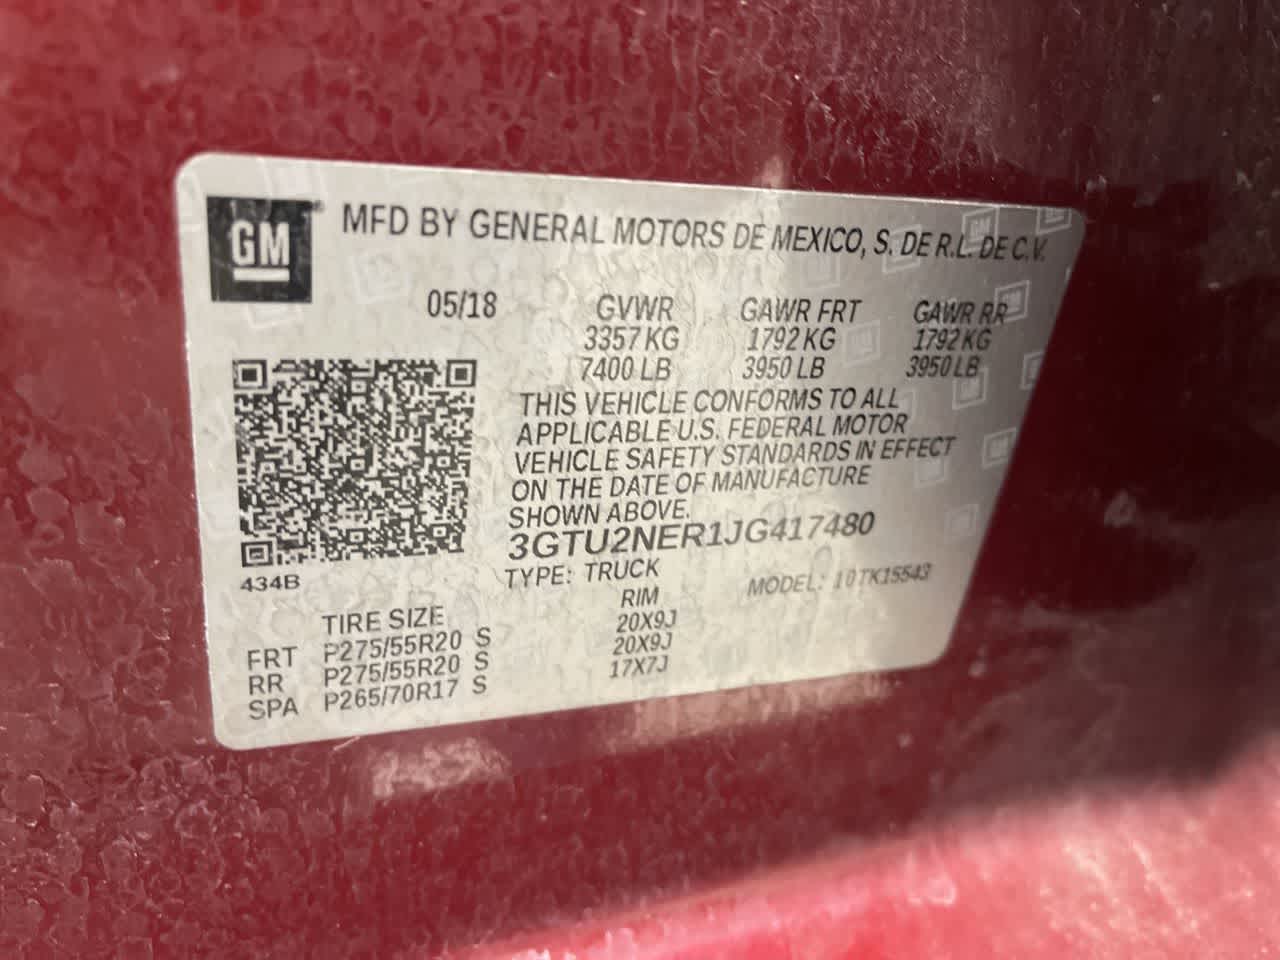 GM
MFD BY GENERAL MOTORS DE MEXICO, S. DE R.L. DE C.V.
05/18 GVWR GAWR FRT GAWR RR
3357 KG 1792 KG 1792 KG
7400 LB 3950 LB 3950 LB
THIS VEHICLE CONFORMS TO ALL
APPLICABLE U.S. FEDERAL MOTOR
VEHICLE SAFETY STANDARDS IN EFFECT
ON THE DATE OF MANUFACTURE
SHOWN ABOVE.
3GTU2NER1JG417480
434B TYPE: TRUCK MODEL: 10TK15543
TIRE SIZE RIM
FRT P275/55R20 S 20X9J
RR P275/55R20 S 20X9J
SPA P265/70R17 S 17X7J